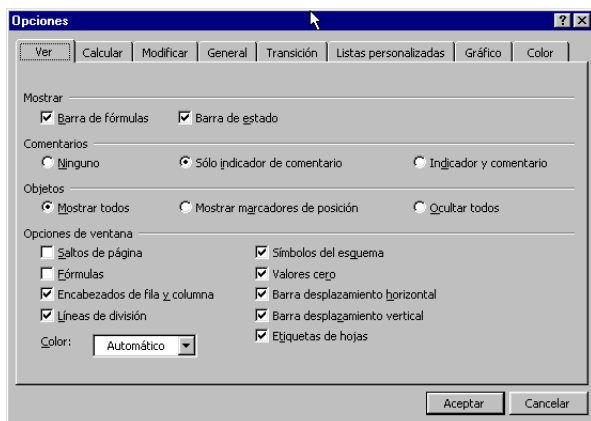 Opciones
Ver Calcular Modificar General Transición Listas personalizadas Gráfico Color
Mostrar
Barra de fórmulas Barra de estado
Comentarios
Ninguno Sólo indicador de comentario Indicador y comentario
Objetos
Mostrar todos Mostrar marcadores de posición Ocultar todos
Opciones de ventana
Saltos de página Símbolos del esquema
Fórmulas Valores cero
Encabezados de fila y columna Barra desplazamiento horizontal
Líneas de división Barra desplazamiento vertical
Color: Automático Etiquetas de hojas
Aceptar Cancelar